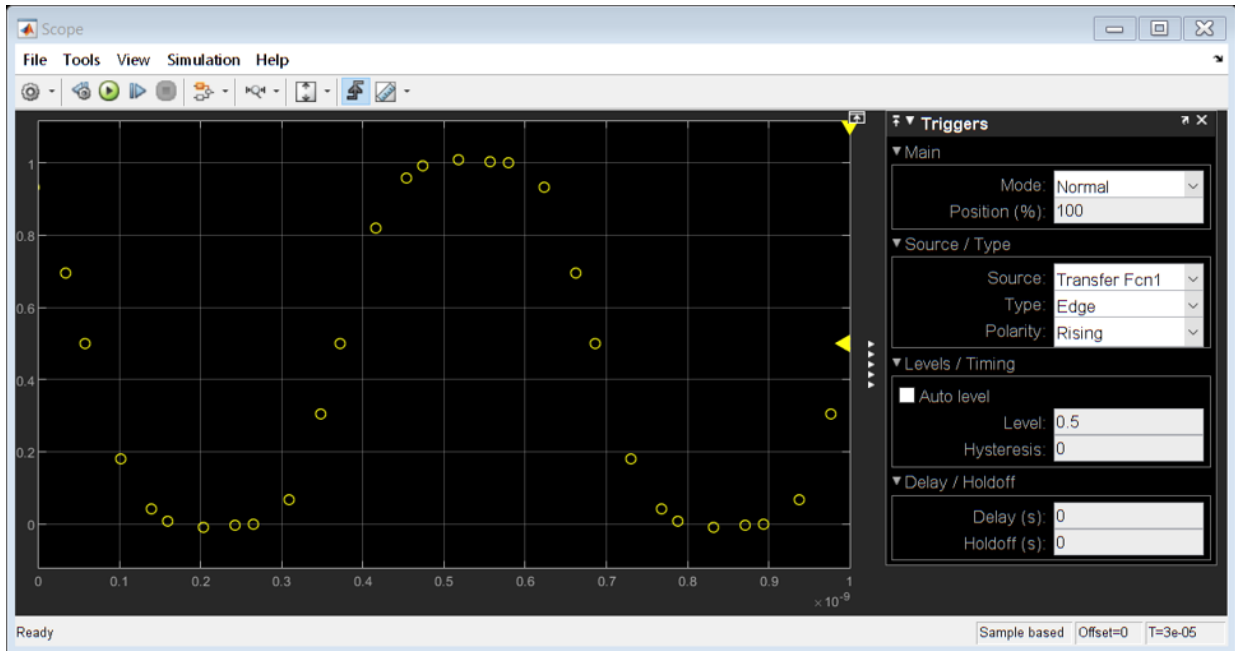 Scope
File Tools View Simulation Help
1
0.8
0.6
0.4
0.2
0
0 0.1 0.2 0.3 0.4 0.5 0.6 0.7 0.8 0.9 1
×10⁻⁹
Triggers
Main
Mode: Normal
Position (%): 100
Source / Type
Source: Transfer Fcn1
Type: Edge
Polarity: Rising
Levels / Timing
Auto level
Level: 0.5
Hysteresis: 0
Delay / Holdoff
Delay (s): 0
Holdoff (s): 0
Ready
Sample based Offset=0 T=3e-05